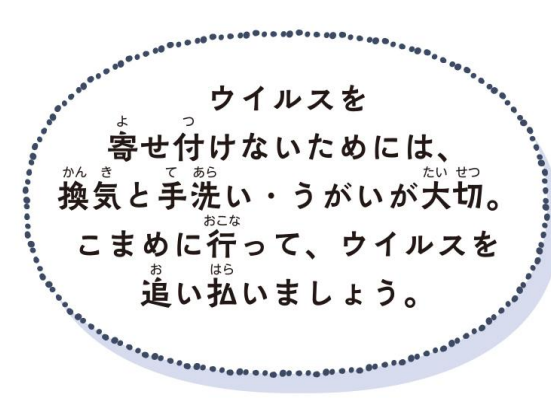 ウイルスを
寄せ付けないためには、
換気と手洗い・うがいが大切。
こまめに行って、ウイルスを
追い払いましょう。